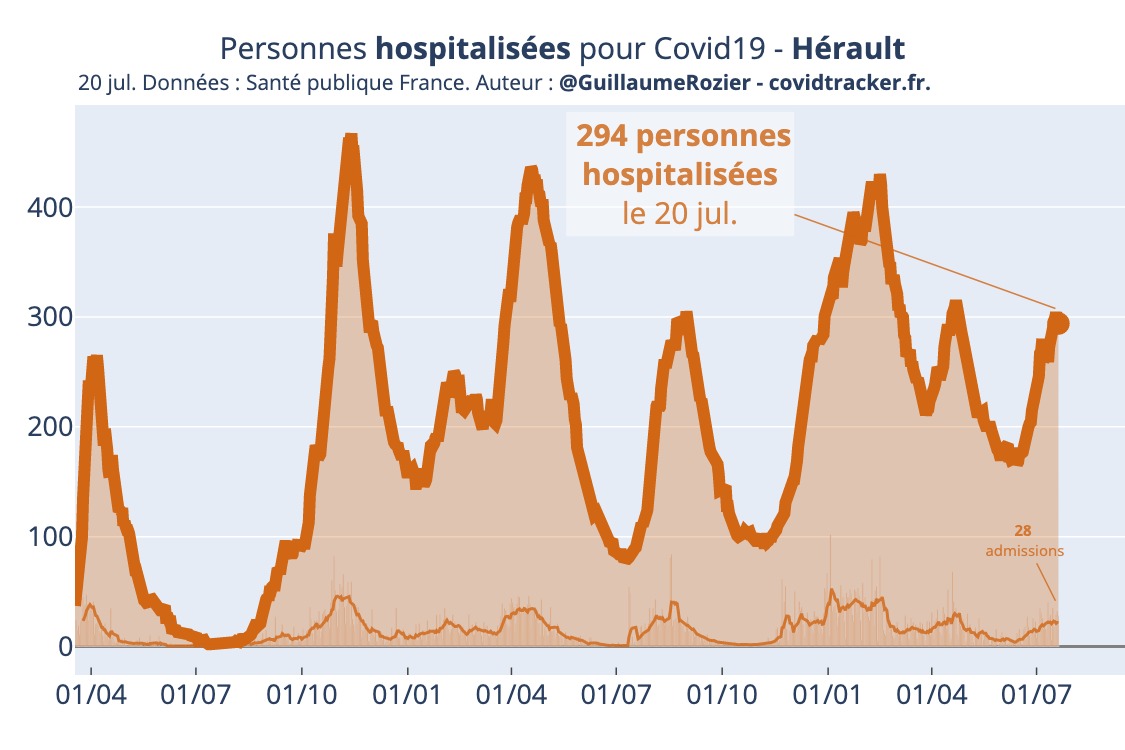 Personnes hospitalisées pour Covid19 - Hérault
20 jul. Données : Santé publique France. Auteur : @GuillaumeRozier - covidtracker.fr.
294 personnes
hospitalisées
le 20 jul.
400
300
200
100
0
28
admissions
01/04 01/07 01/10 01/01 01/04 01/07 01/10 01/01 01/04 01/07